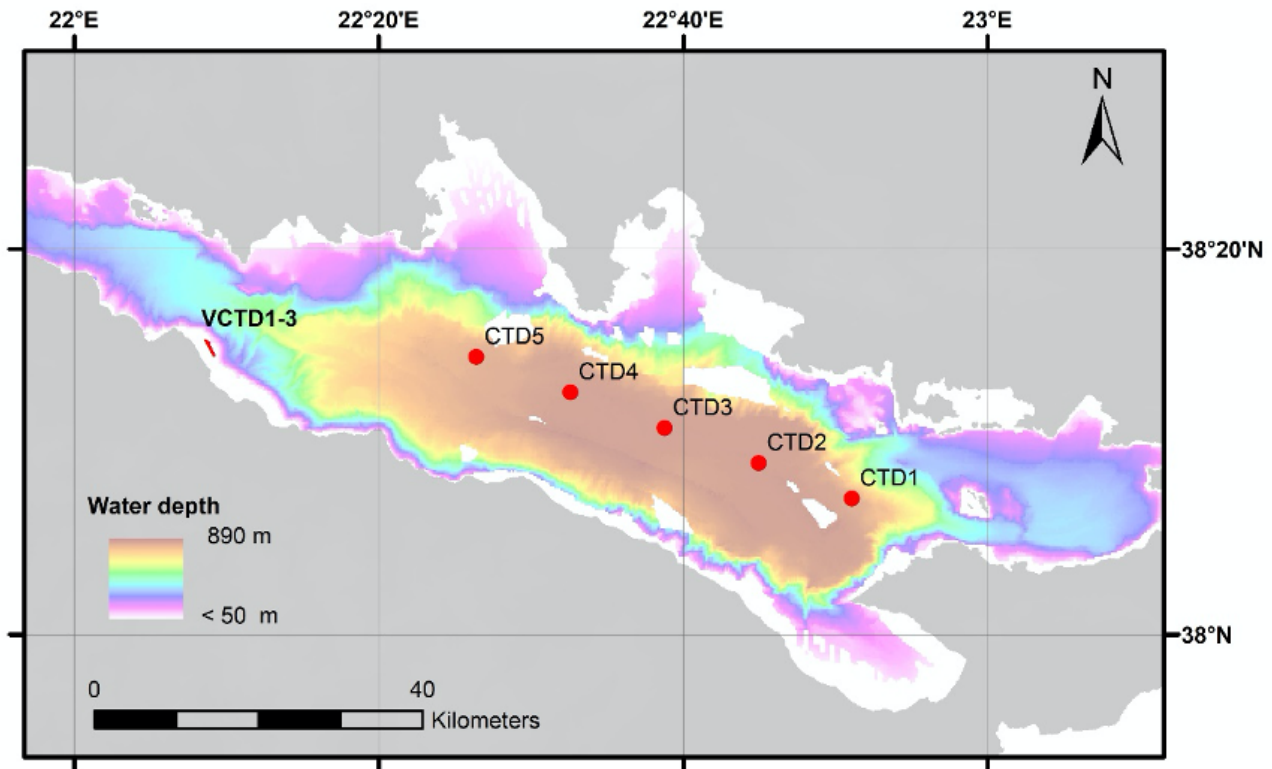 22°E 22°20'E 22°40'E 23°E
N
38°20'N
VCTD1-3
CTD5
CTD4
CTD3
CTD2
CTD1
Water depth
890 m
< 50 m
38°N
0 40
Kilometers